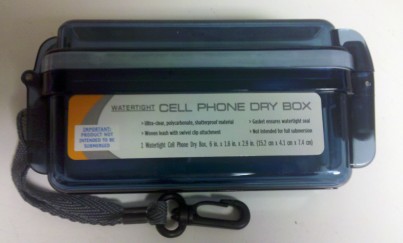 WATERTIGHT CELL PHONE DRY BOX
• Ultra-clear, polycarbonate, shatterproof material
• Gasket ensures watertight seal
• Woven leash with swivel clip attachment
• Not intended for full submersion
IMPORTANT:
PRODUCT NOT
INTENDED TO BE
SUBMERGED
1 Watertight Cell Phone Dry Box, 6 in. x 1.6 in. x 2.9 in. (15.2 cm x 4.1 cm x 7.4 cm)